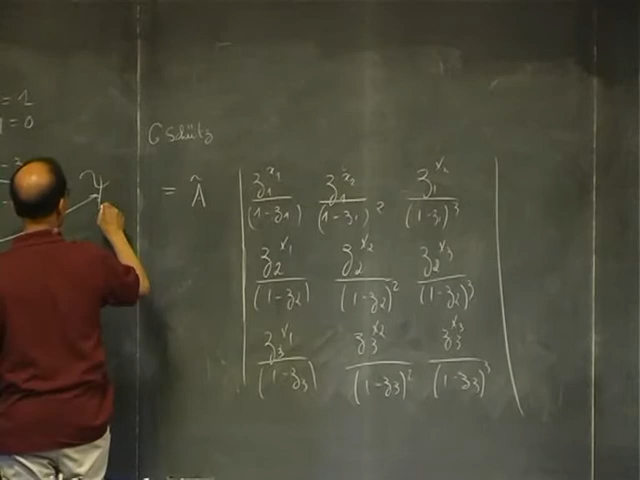 = 1
= 0
G Schütz
ψ = Ã | z₁^{x₁}/(1-z₁) z₁^{x₂}/(1-z₁)² z₁^{x₃}/(1-z₁)³ |
z₂^{x₁}/(1-z₂) z₂^{x₂}/(1-z₂)² z₂^{x₃}/(1-z₂)³
z₃^{x₁}/(1-z₃) z₃^{x₂}/(1-z₃)² z₃^{x₃}/(1-z₃)³